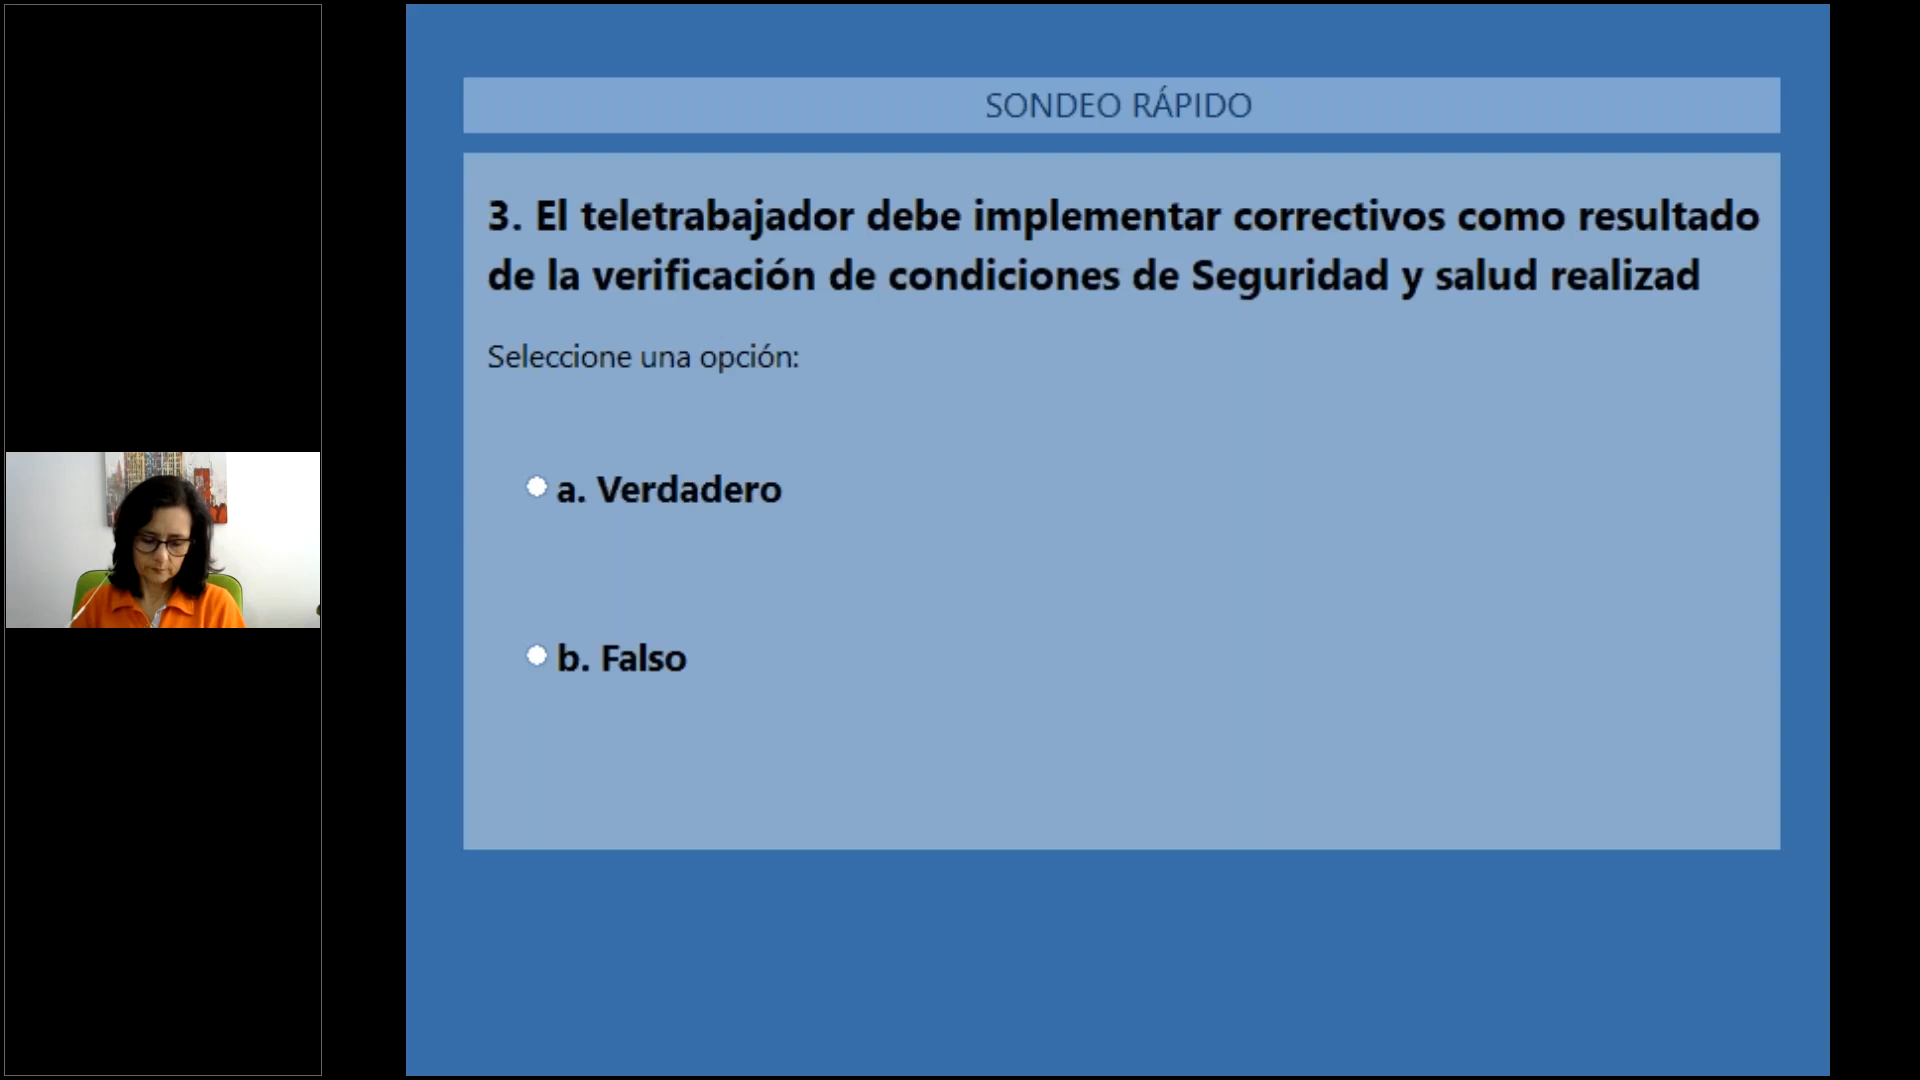 SONDEO RÁPIDO
3. El teletrabajador debe implementar correctivos como resultado
de la verificación de condiciones de Seguridad y salud realizad
Seleccione una opción:
a. Verdadero
b. Falso